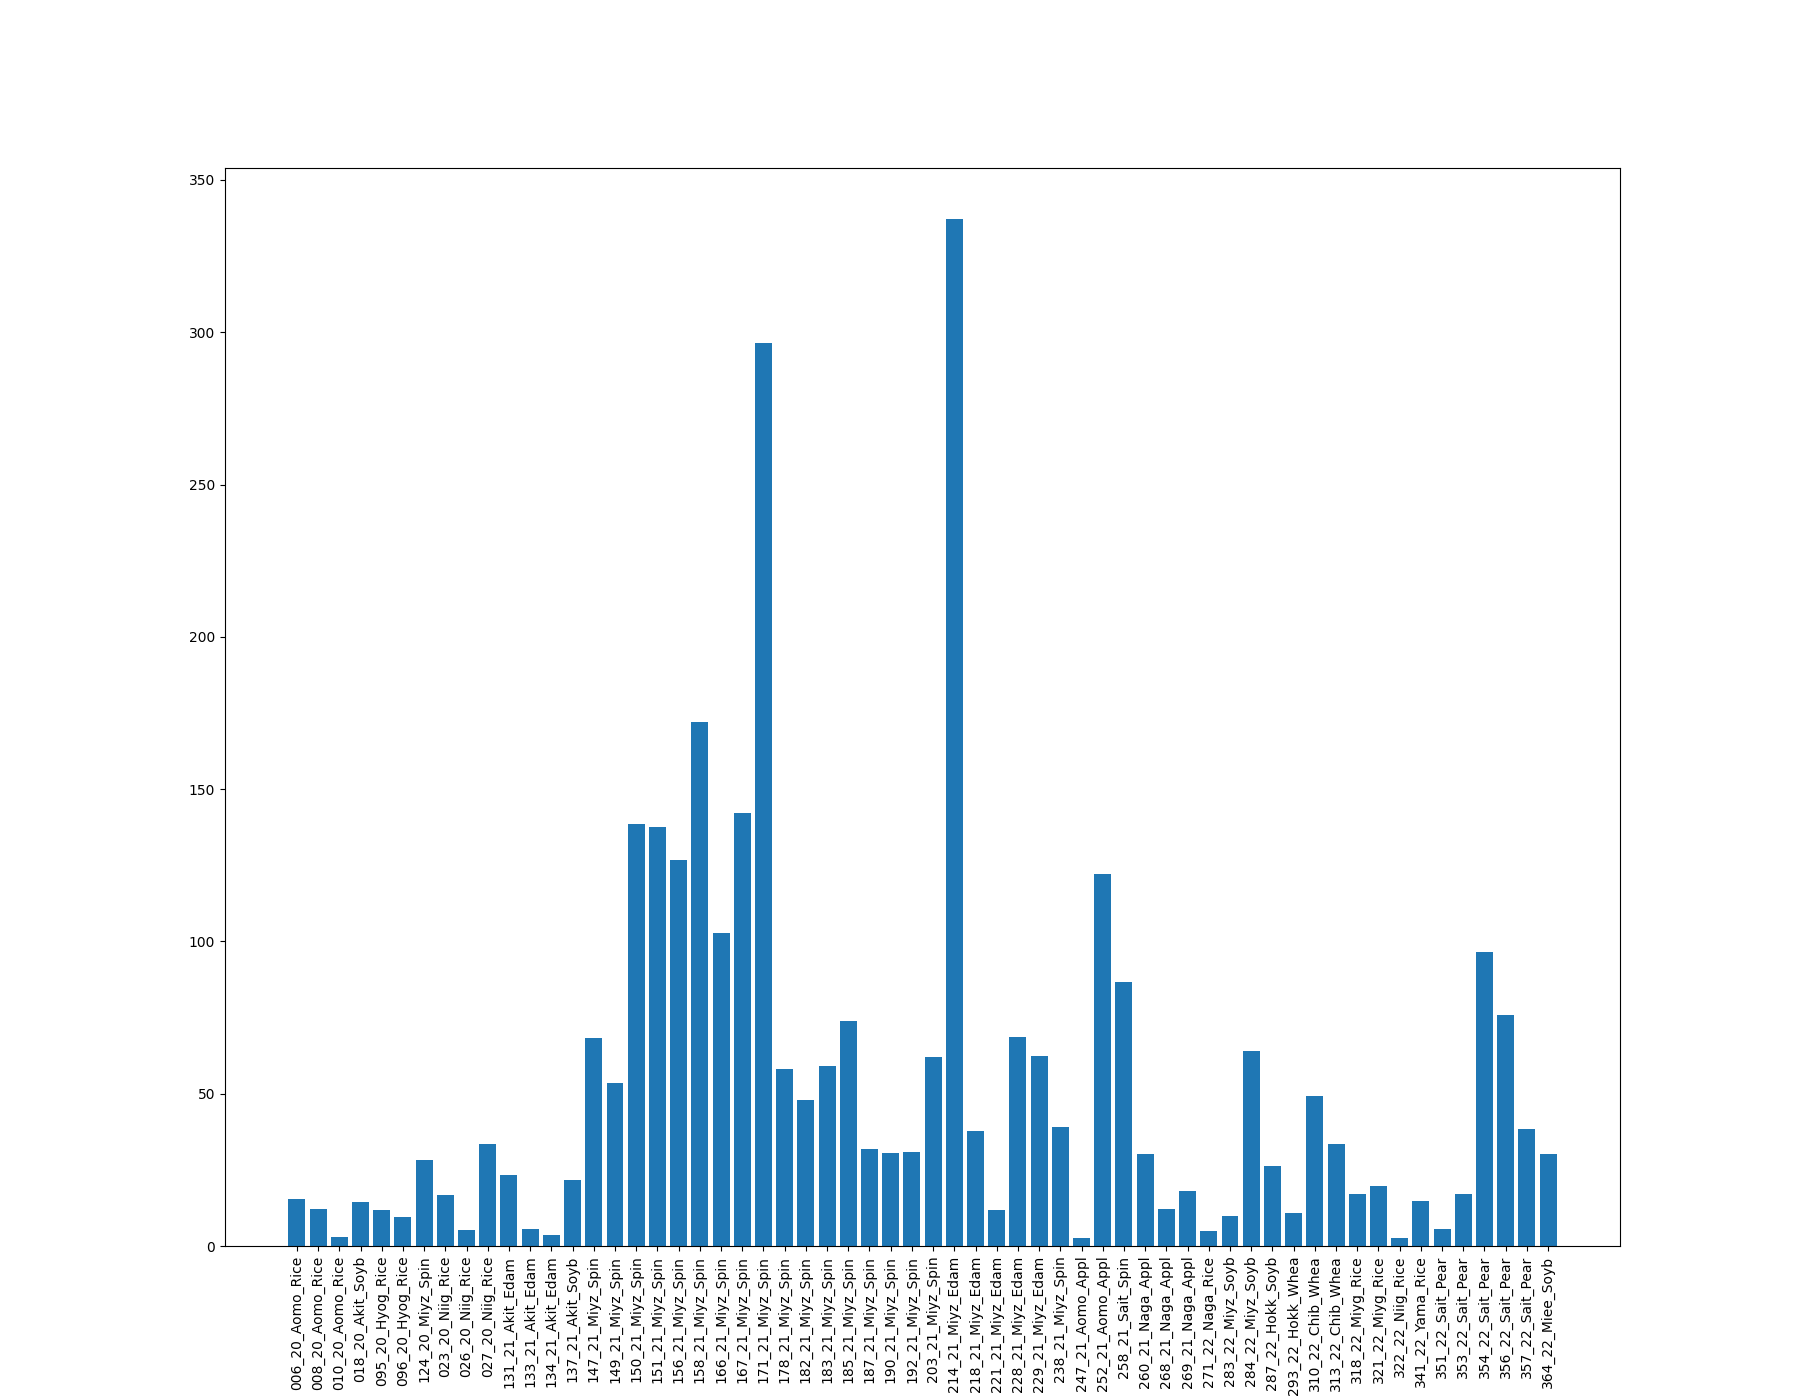 350
300
250
200
150
100
50
0
006_20_Aomo_Rice
008_20_Aomo_Rice
010_20_Aomo_Rice
018_20_Akit_Soyb
095_20_Hyog_Rice
096_20_Hyog_Rice
124_20_Miyz_Spin
023_20_Niig_Rice
026_20_Niig_Rice
027_20_Niig_Rice
131_21_Akit_Edam
133_21_Akit_Edam
134_21_Akit_Edam
137_21_Akit_Soyb
147_21_Miyz_Spin
149_21_Miyz_Spin
150_21_Miyz_Spin
151_21_Miyz_Spin
156_21_Miyz_Spin
158_21_Miyz_Spin
166_21_Miyz_Spin
167_21_Miyz_Spin
171_21_Miyz_Spin
178_21_Miyz_Spin
182_21_Miyz_Spin
183_21_Miyz_Spin
185_21_Miyz_Spin
187_21_Miyz_Spin
190_21_Miyz_Spin
192_21_Miyz_Spin
203_21_Miyz_Spin
214_21_Miyz_Edam
218_21_Miyz_Edam
221_21_Miyz_Edam
228_21_Miyz_Edam
229_21_Miyz_Edam
238_21_Miyz_Spin
247_21_Aomo_Appl
252_21_Aomo_Appl
258_21_Sait_Spin
260_21_Naga_Appl
268_21_Naga_Appl
269_21_Naga_Appl
271_22_Naga_Rice
283_22_Miyz_Soyb
284_22_Miyz_Soyb
287_22_Hokk_Soyb
293_22_Hokk_Whea
310_22_Chib_Whea
313_22_Chib_Whea
318_22_Miyg_Rice
321_22_Miyg_Rice
322_22_Niig_Rice
341_22_Yama_Rice
351_22_Sait_Pear
353_22_Sait_Pear
354_22_Sait_Pear
356_22_Sait_Pear
357_22_Sait_Pear
364_22_Miee_Soyb